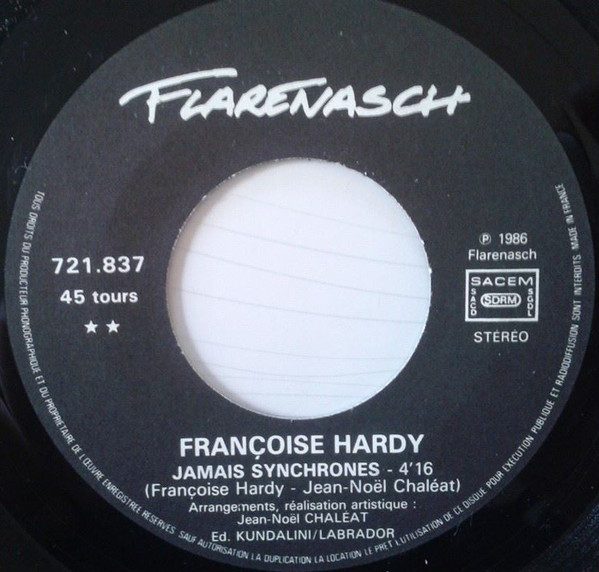 FLARENASCH
721.837
45 tours
★ ★
℗ 1986
Flarenasch
SACEM
SACD
SDRM
SGDL
STÉRÉO
FRANÇOISE HARDY
JAMAIS SYNCHRONES - 4'16
(Françoise Hardy - Jean-Noël Chaléat)
Arrangements, réalisation artistique :
Jean-Noël CHALÉAT
Ed. KUNDALINI/LABRADOR
TOUS DROITS DU PRODUCTEUR PHONOGRAPHIQUE ET DU PROPRIETAIRE DE L'ŒUVRE ENREGISTREE RESERVES SAUF AUTORISATION LA DUPLICATION LA LOCATION LE PRET L'UTILISATION DE CE DISQUE POUR EXECUTION PUBLIQUE ET RADIODIFFUSION SONT INTERDITS MADE IN FRANCE